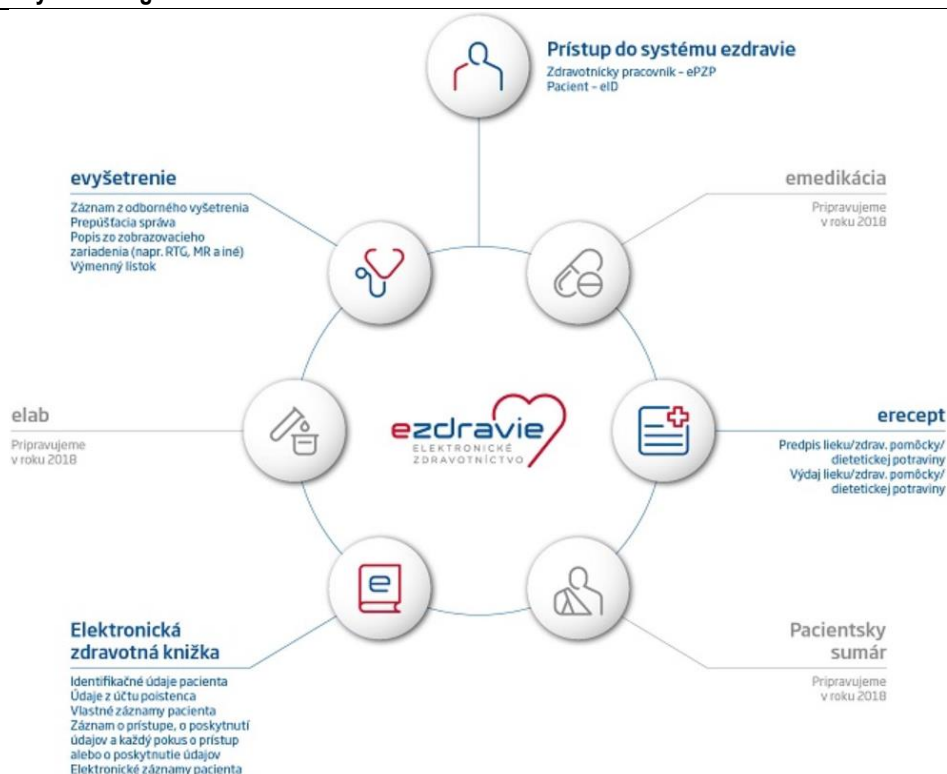 Prístup do systému ezdravie
Zdravotnícky pracovník – ePZP
Pacient – eID
evyšetrenie
Záznam z odborného vyšetrenia
Prepúšťacia správa
Popis zo zobrazovacieho
zariadenia (napr. RTG, MR a iné)
Výmenný lístok
emedikácia
Pripravujeme
v roku 2018
elab
Pripravujeme
v roku 2018
ezdravie
ELEKTRONICKÉ
ZDRAVOTNÍCTVO
erecept
Predpis lieku/zdrav. pomôcky/
dietetickej potraviny
Výdaj lieku/zdrav. pomôcky/
dietetickej potraviny
e
Elektronická
zdravotná knižka
Identifikačné údaje pacienta
Údaje z účtu poistenca
Vlastné záznamy pacienta
Záznam o prístupe, o poskytnutí
údajov a každý pokus o prístup
alebo o poskytnutie údajov
Elektronické záznamy pacienta
Pacientsky
sumár
Pripravujeme
v roku 2018